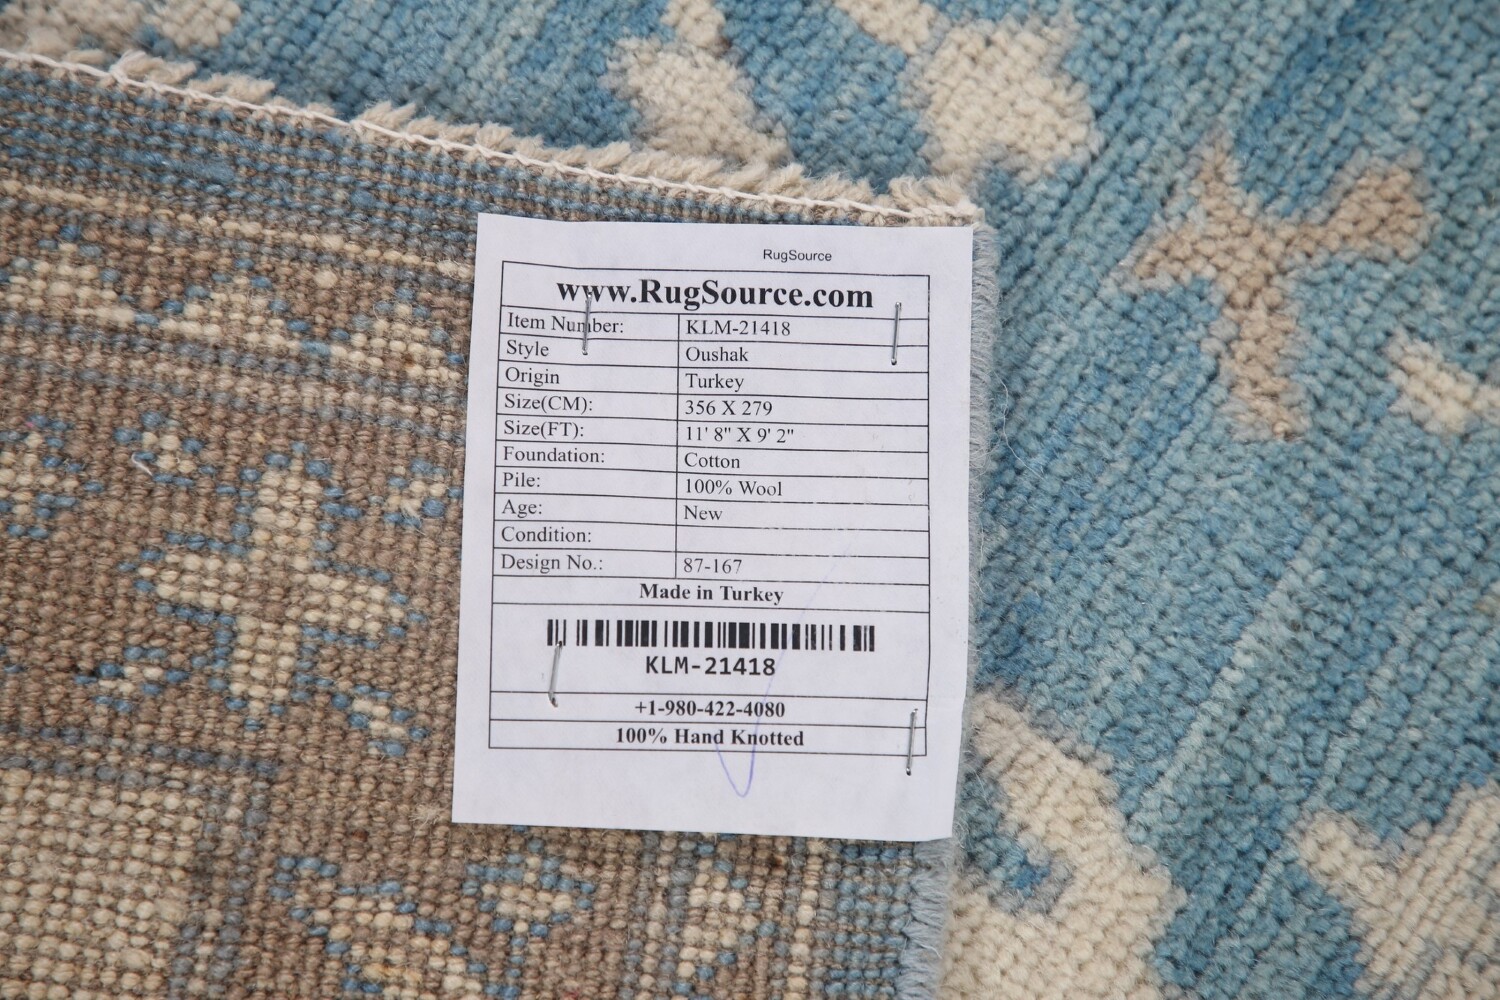 RugSource
www.RugSource.com
Item Number: KLM-21418
Style Oushak
Origin Turkey
Size(CM): 356 X 279
Size(FT): 11' 8" X 9' 2"
Foundation: Cotton
Pile: 100% Wool
Age: New
Condition:
Design No.: 87-167
Made in Turkey
KLM-21418
+1-980-422-4080
100% Hand Knotted